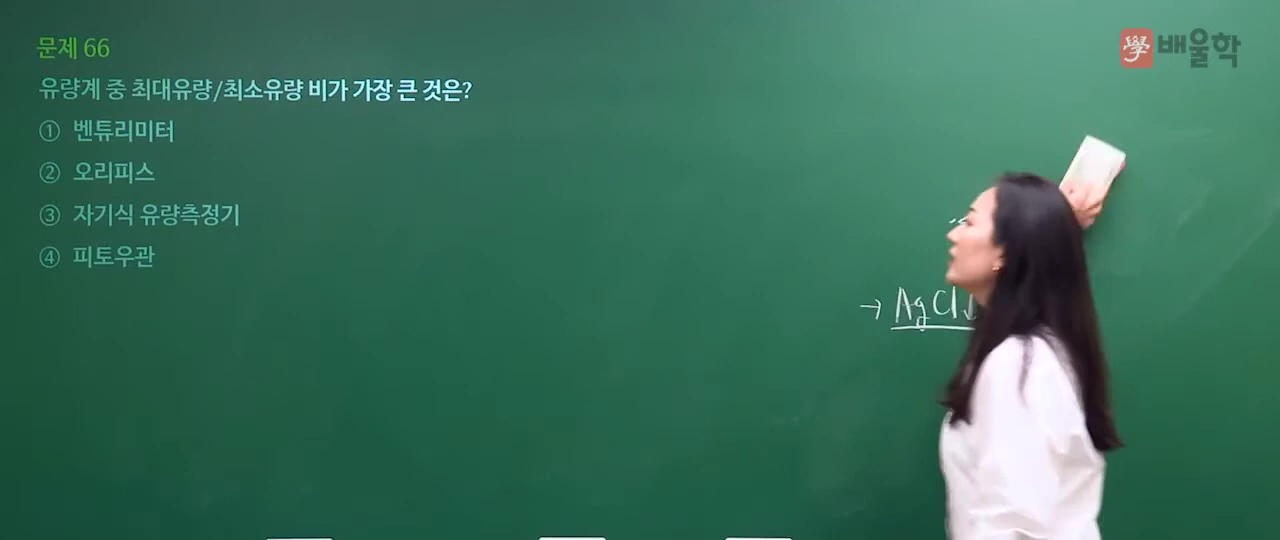 문제 66
유량계 중 최대유량/최소유량 비가 가장 큰 것은?
① 벤튜리미터
② 오리피스
③ 자기식 유량측정기
④ 피토우관
學 배울학
→ AgCl↓